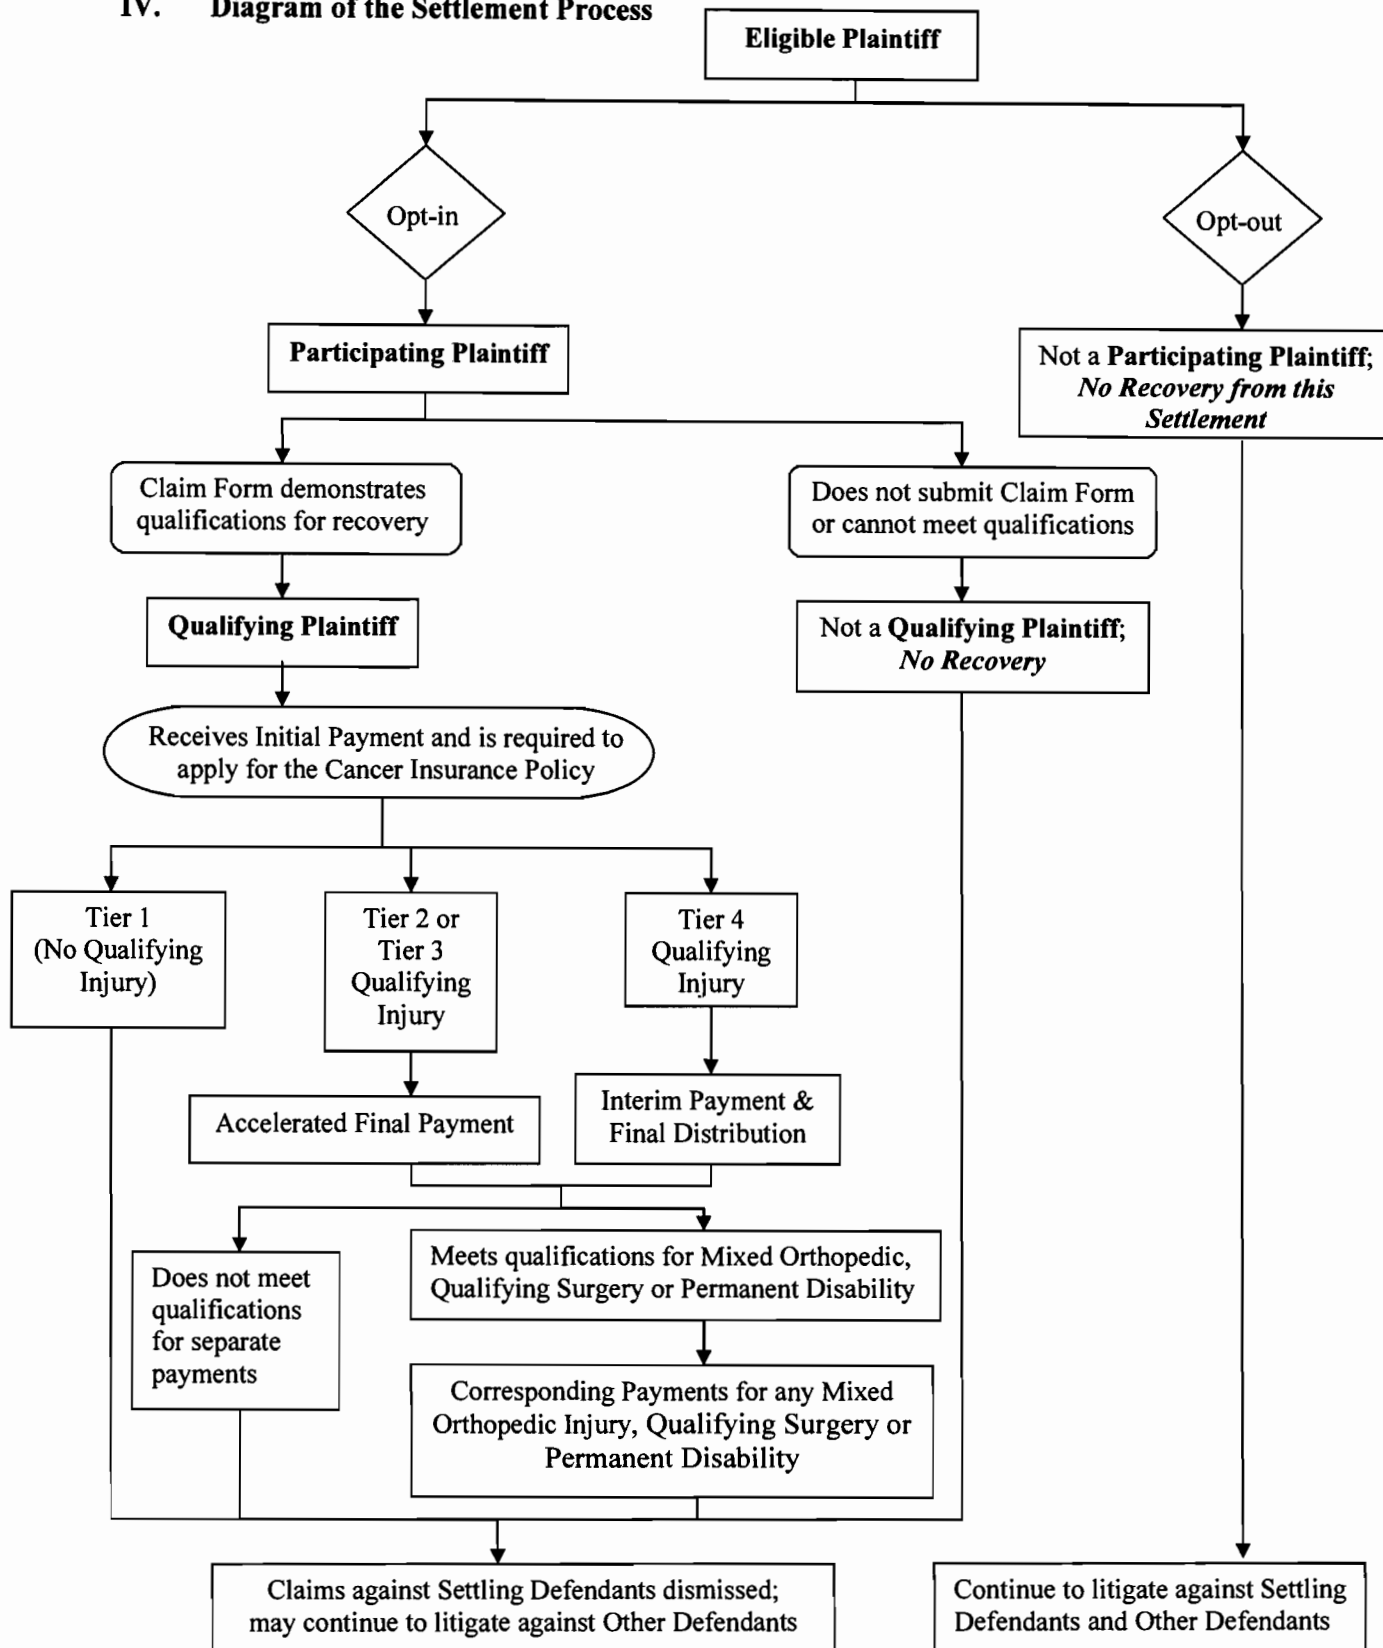 IV. Diagram of the Settlement Process
Eligible Plaintiff
Opt-in
Opt-out
Participating Plaintiff
Not a Participating Plaintiff;
No Recovery from this
Settlement
Claim Form demonstrates
qualifications for recovery
Does not submit Claim Form
or cannot meet qualifications
Qualifying Plaintiff
Not a Qualifying Plaintiff;
No Recovery
Receives Initial Payment and is required to
apply for the Cancer Insurance Policy
Tier 1
(No Qualifying
Injury)
Tier 2 or
Tier 3
Qualifying
Injury
Tier 4
Qualifying
Injury
Accelerated Final Payment
Interim Payment &
Final Distribution
Does not meet
qualifications
for separate
payments
Meets qualifications for Mixed Orthopedic,
Qualifying Surgery or Permanent Disability
Corresponding Payments for any Mixed
Orthopedic Injury, Qualifying Surgery or
Permanent Disability
Claims against Settling Defendants dismissed;
may continue to litigate against Other Defendants
Continue to litigate against Settling
Defendants and Other Defendants